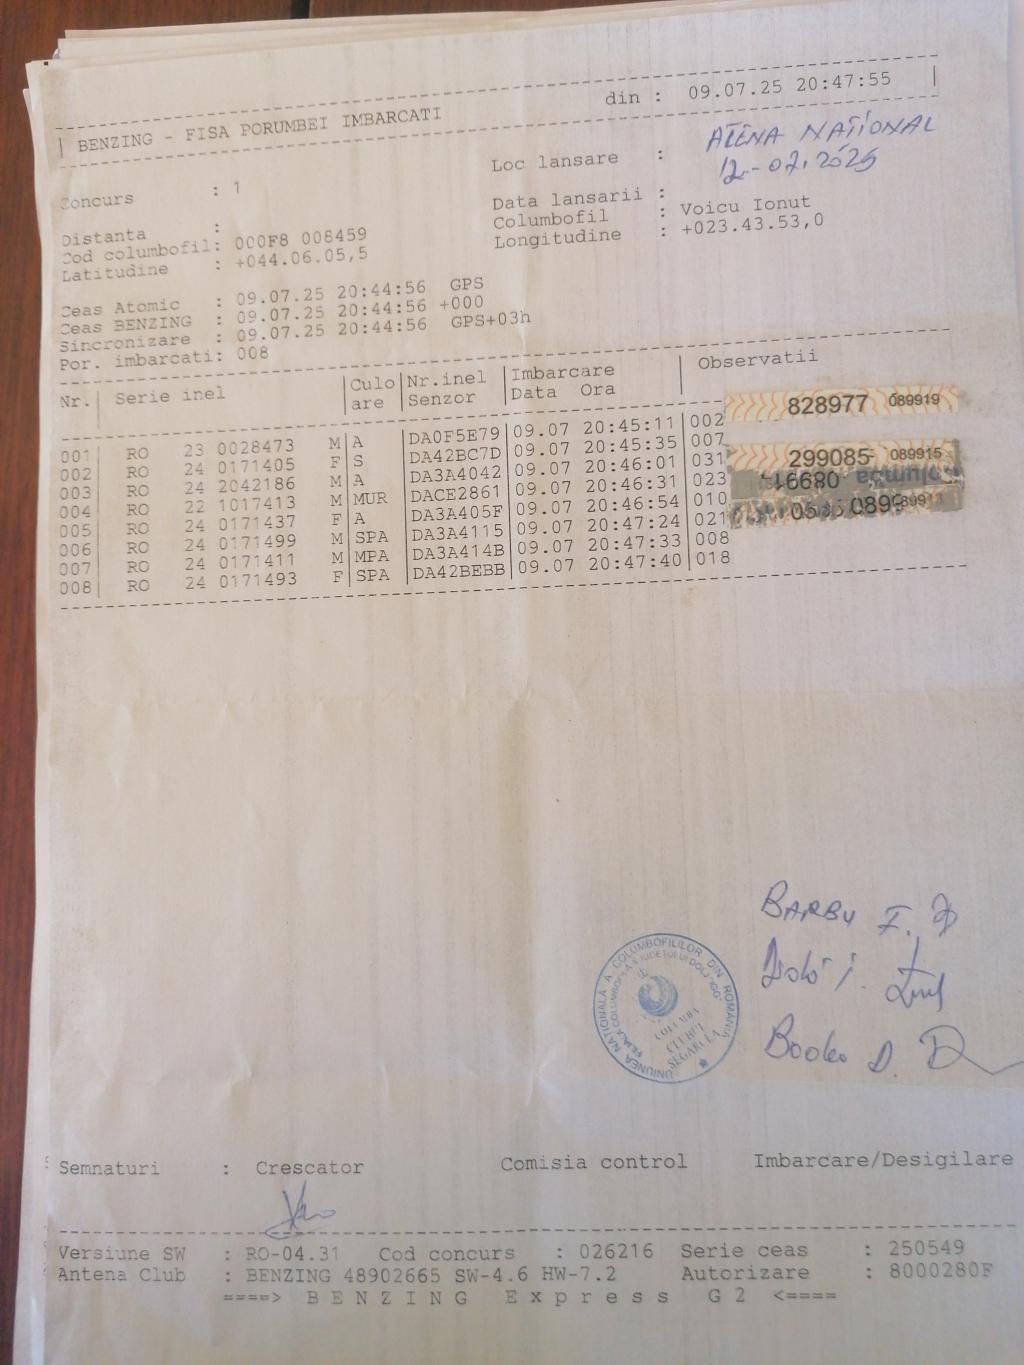 BENZING - FISA PORUMBEI IMBARCATI din : 09.07.25 20:47:55
Concurs : 1 Loc lansare : ATENA NATIONAL
Data lansarii : 12-07.2025
Distanta : Columbofil : Voicu Ionut
Cod columbofil: 000F8 008459 Longitudine : +023.43.53,0
Latitudine : +044.06.05,5
Ceas Atomic : 09.07.25 20:44:56 GPS
Ceas BENZING : 09.07.25 20:44:56 +000
Sincronizare : 09.07.25 20:44:56 GPS+03h
Por. imbarcati: 008
Nr. Serie inel Culoare Nr.inel Senzor Imbarcare Data Ora Observatii
001 RO 23 0028473 M A DA0F5E79 09.07 20:45:11 002 828977 089919
002 RO 24 0171405 F S DA42BC7D 09.07 20:45:35 007
003 RO 24 2042186 M A DA3A4042 09.07 20:46:01 031 299085 089915
004 RO 22 1017413 M MUR DACE2861 09.07 20:46:31 023
005 RO 24 0171437 F A DA3A405F 09.07 20:46:54 010
006 RO 24 0171499 M SPA DA3A4115 09.07 20:47:24 021
007 RO 24 0171411 M MPA DA3A414B 09.07 20:47:33 008
008 RO 24 0171493 F SPA DA42BEBB 09.07 20:47:40 018
BARBU I.
UNIUNEA NATIONALĂ A COLUMBOFILILOR DIN ROMANIA
COLUMBA
SEGARCEA
D.
Semnaturi : Crescator Comisia control Imbarcare/Desigilare
Versiune SW : RO-04.31 Cod concurs : 026216 Serie ceas : 250549
Antena Club : BENZING 48902665 SW-4.6 HW-7.2 Autorizare : 8000280F
====> B E N Z I N G E x p r e s s G 2 <====